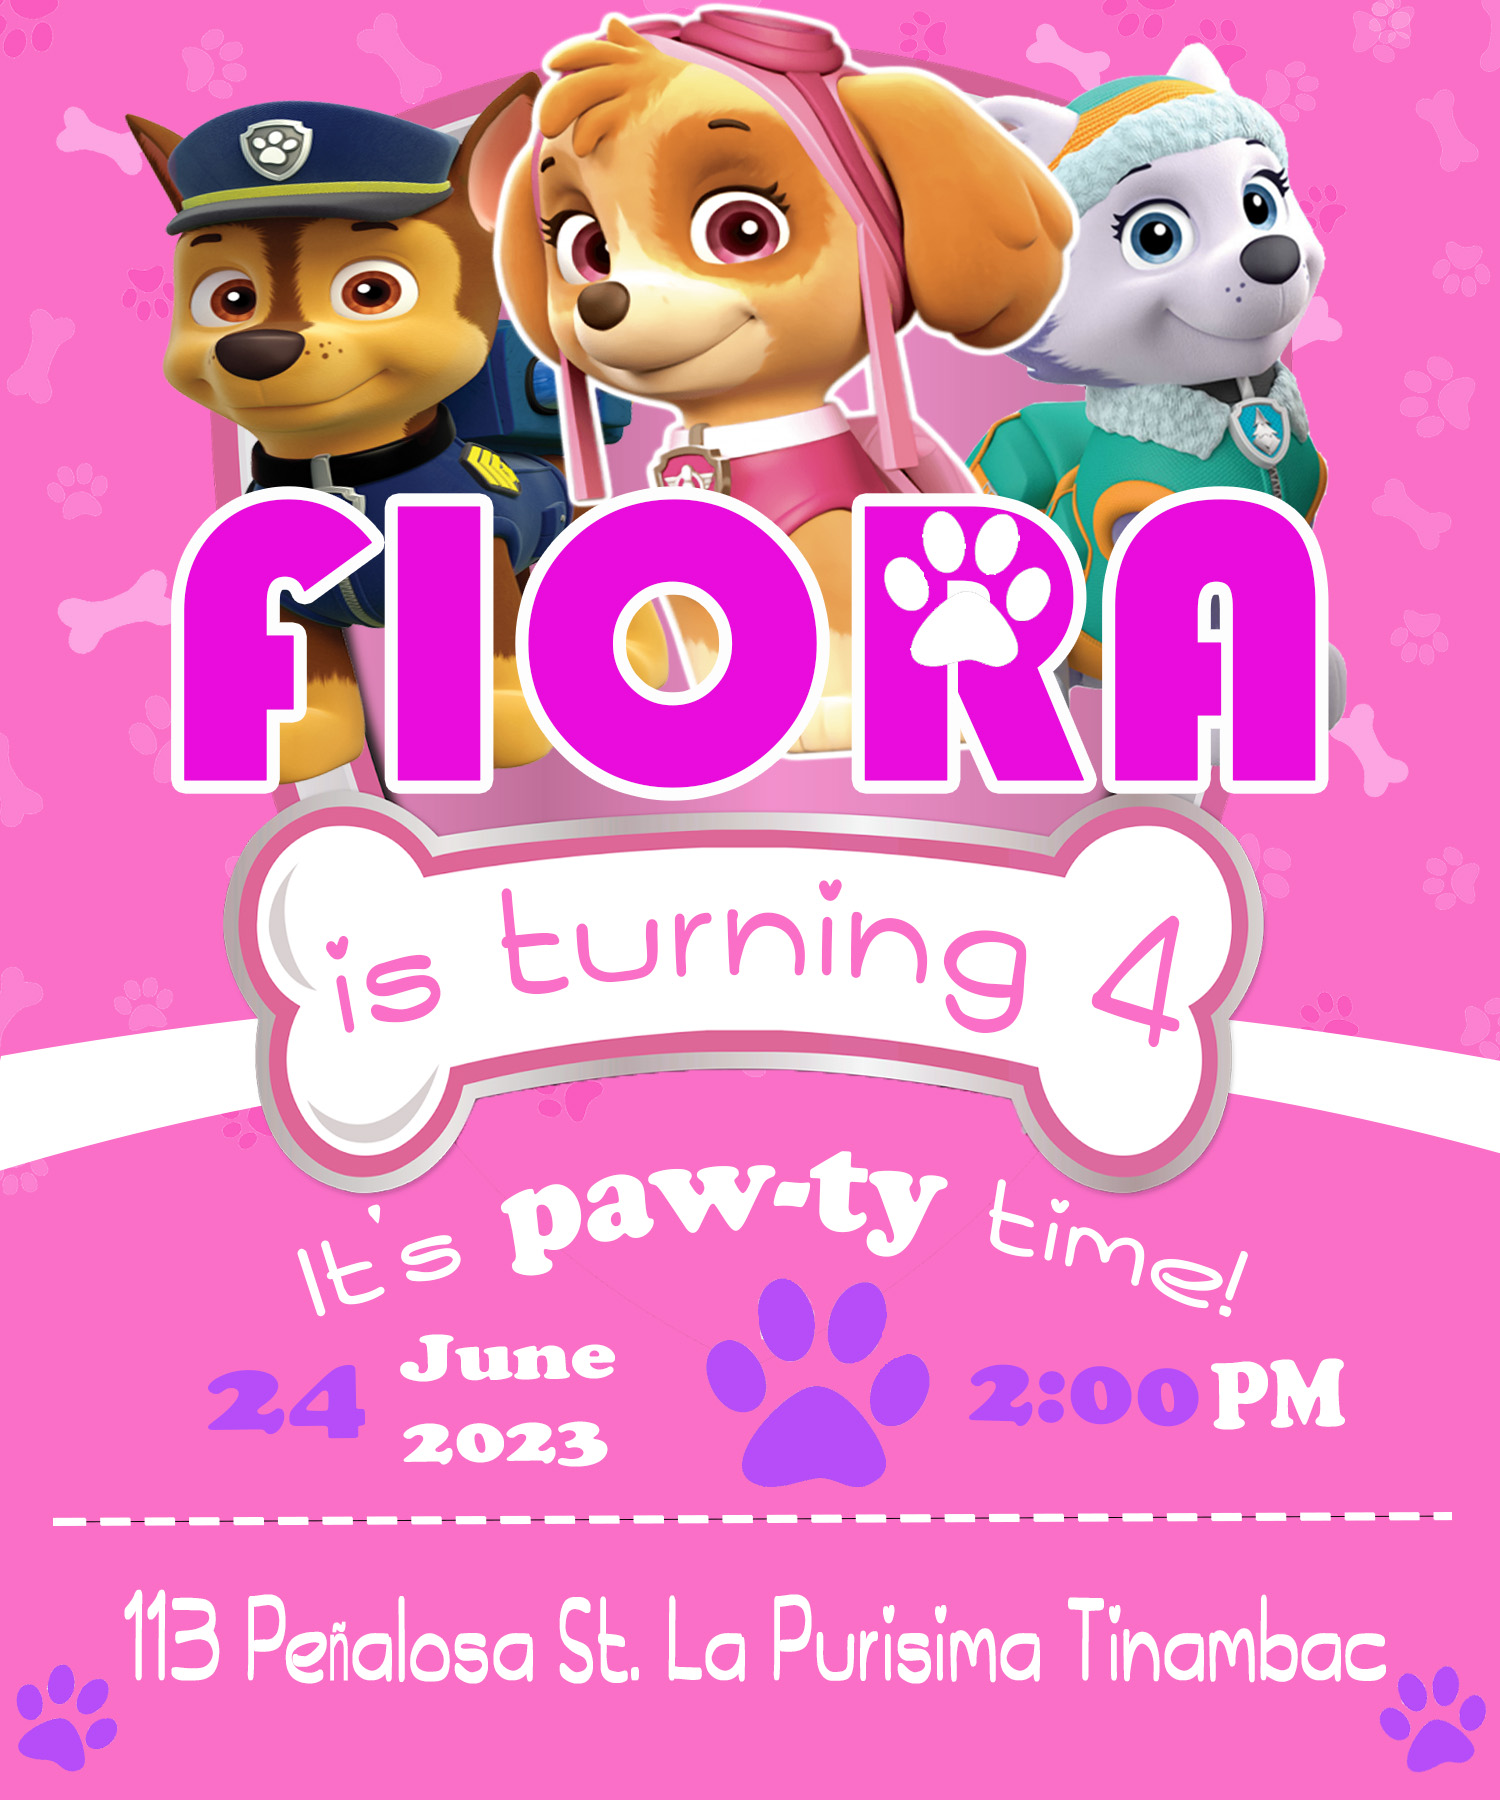 FIORA
is turning 4
It's paw-ty time!
24 June 2023
2:00 PM
113 Peñalosa St. La Purisima Tinambac